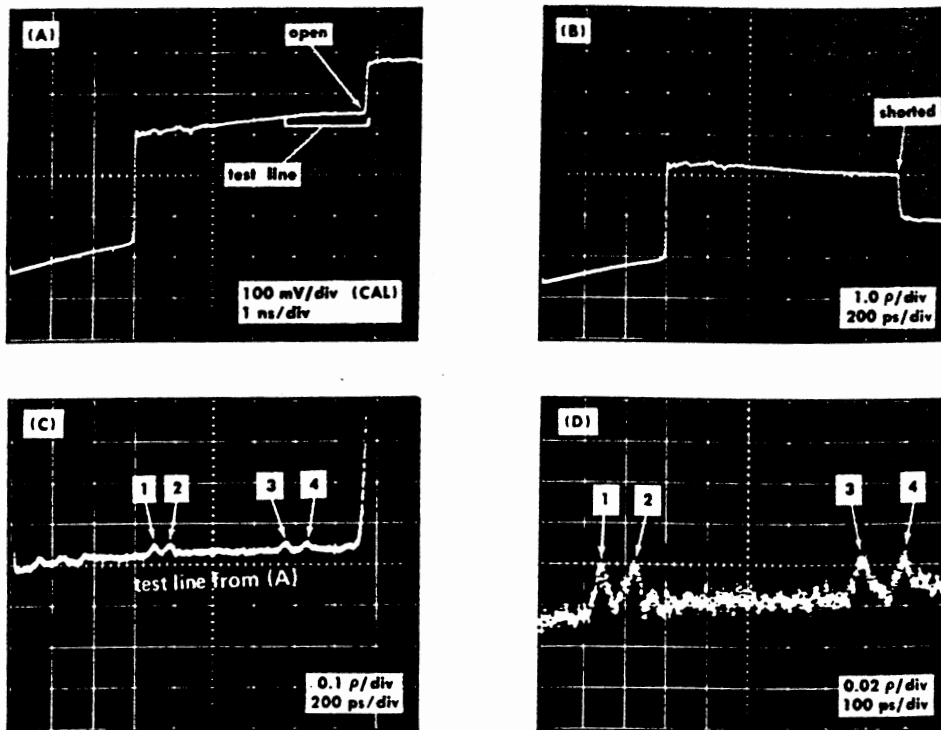 (A)
open
test line
100 mV/div (CAL)
1 ns/div
(B)
shorted
1.0 ρ/div
200 ps/div
(C)
1 2 3 4
test line from (A)
0.1 ρ/div
200 ps/div
(D)
1 2 3 4
0.02 ρ/div
100 ps/div